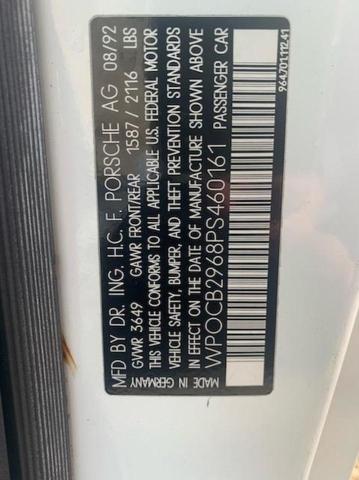 MFD BY DR. ING. H.C. F. PORSCHE AG 08/92
GVWR 3649 GAWR FRONT/REAR 1587/2116 LBS
THIS VEHICLE CONFORMS TO ALL APPLICABLE U.S. FEDERAL MOTOR
VEHICLE SAFETY, BUMPER, AND THEFT PREVENTION STANDARDS
IN EFFECT ON THE DATE OF MANUFACTURE SHOWN ABOVE
WPOCB2968PS460161 PASSENGER CAR
MADE IN GERMANY
964.701.112.41